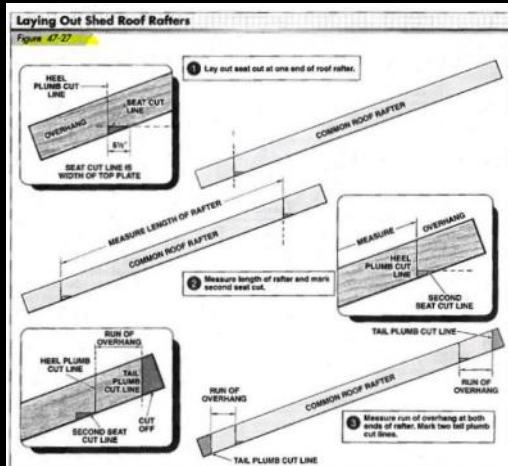 Laying Out Shed Roof Rafters
Figure 47-27
HEEL
PLUMB CUT
LINE
SEAT CUT
LINE
OVERHANG
5½"
SEAT CUT LINE IS
WIDTH OF TOP PLATE
1 Lay out seat cut at one end of roof rafter.
COMMON ROOF RAFTER
MEASURE LENGTH OF RAFTER
COMMON ROOF RAFTER
2 Measure length of rafter and mark
second seat cut.
MEASURE
OVERHANG
HEEL
PLUMB CUT
LINE
SECOND
SEAT CUT LINE
RUN OF
OVERHANG
HEEL PLUMB
CUT LINE
TAIL
PLUMB
CUT LINE
CUT
OFF
SECOND SEAT
CUT LINE
TAIL PLUMB CUT LINE
RUN OF
OVERHANG
COMMON ROOF RAFTER
RUN OF
OVERHANG
TAIL PLUMB CUT LINE
3 Measure run of overhang at both
ends of rafter. Mark two tail plumb
cut lines.